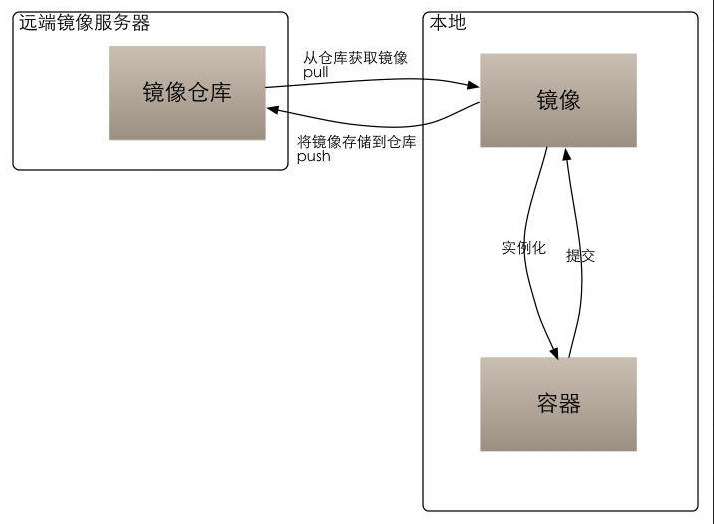 远端镜像服务器
镜像仓库
从仓库获取镜像
pull
将镜像存储到仓库
push
本地
镜像
实例化
提交
容器